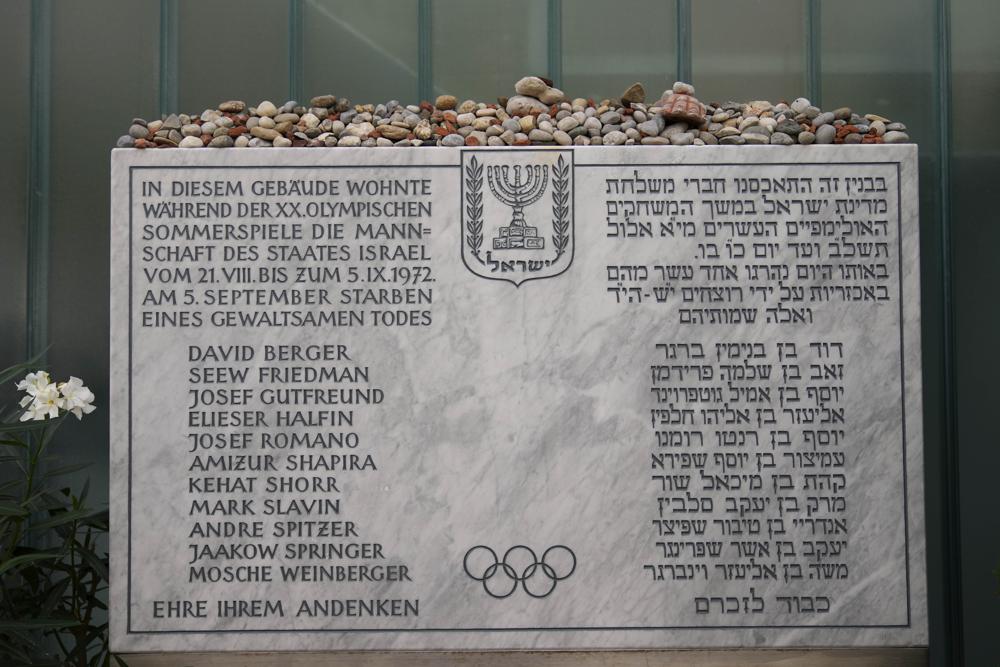 IN DIESEM GEBÄUDE WOHNTE
WÄHREND DER XX.OLYMPISCHEN
SOMMERSPIELE DIE MANN=
SCHAFT DES STAATES ISRAEL
VOM 21.VIII.BIS ZUM 5.IX.1972.
AM 5.SEPTEMBER STARBEN
EINES GEWALTSAMEN TODES
DAVID BERGER
SEEW FRIEDMAN
JOSEF GUTFREUND
ELIESER HALFIN
JOSEF ROMANO
AMIZUR SHAPIRA
KEHAT SHORR
MARK SLAVIN
ANDRE SPITZER
JAAKOW SPRINGER
MOSCHE WEINBERGER
EHRE IHREM ANDENKEN
ישראל
בבנין זה התאכסנו חברי משלחת
מדינת ישראל במשך המשחקים
האולימפיים העשרים מי״א אלול
תשל״ב ועד יום כ״ו בו.
באותו היום נהרגו אחד עשר מהם
באכזריות על ידי רוצחים יש״-הי״ד
ואלה שמותיהם
דוד בן בנימין ברגר
זאב בן שלמה פרידמן
יוסף בן אמיל גוטפרוינד
אליעזר בן אליהו חלפין
יוסף בן רנטו רומנו
עמיצור בן יוסף שפירא
קהת בן מיכאל שור
מרק בן יעקב סלבין
אנדריי בן טיבור שפיצר
יעקב בן אשר שפרינגר
משה בן אליעזר וינברגר
כבוד לזכרם